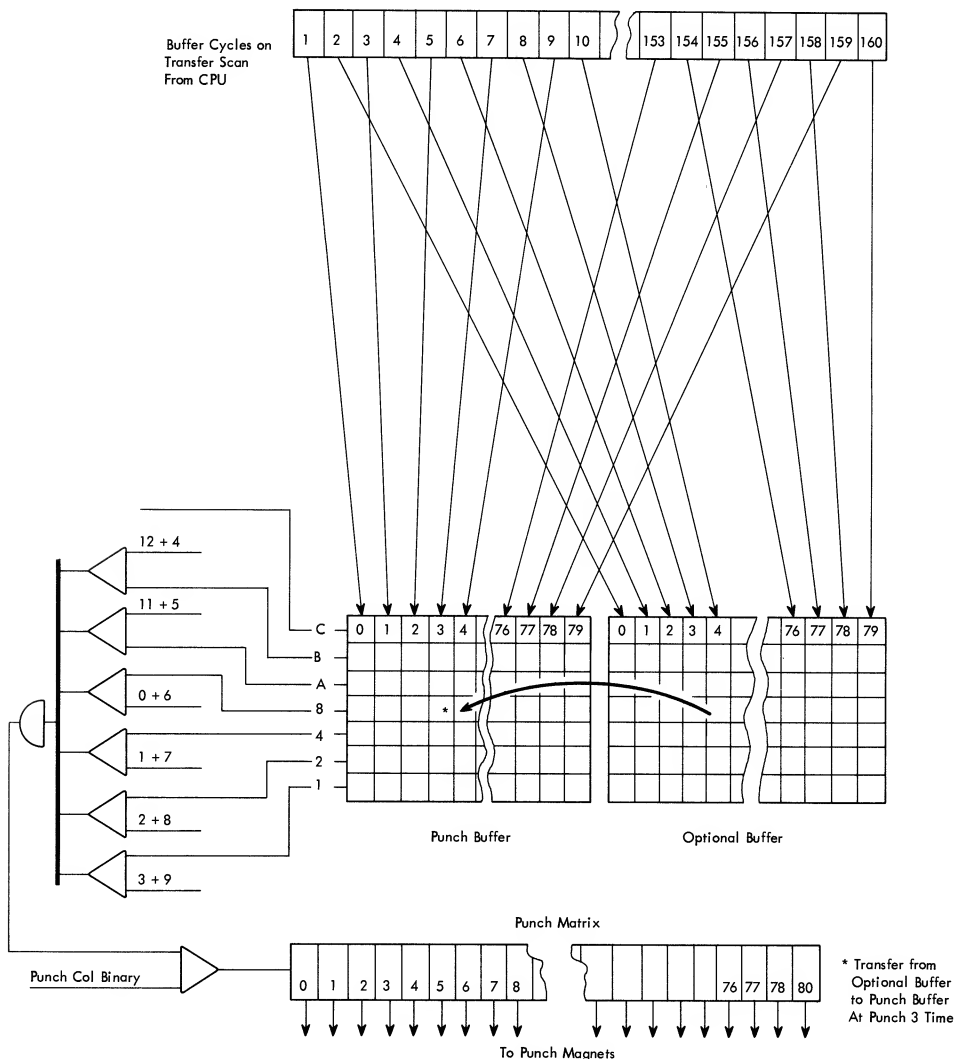 1 2 3 4 5 6 7 8 9 10 153 154 155 156 157 158 159 160
Buffer Cycles on
Transfer Scan
From CPU
12 + 4
11 + 5
0 + 6
1 + 7
2 + 8
3 + 9
C 0 1 2 3 4 76 77 78 79 0 1 2 3 4 76 77 78 79
B
A
8 *
4
2
1
Punch Buffer Optional Buffer
Punch Matrix
Punch Col Binary
0 1 2 3 4 5 6 7 8 76 77 78 80
* Transfer from
Optional Buffer
to Punch Buffer
At Punch 3 Time
To Punch Magnets